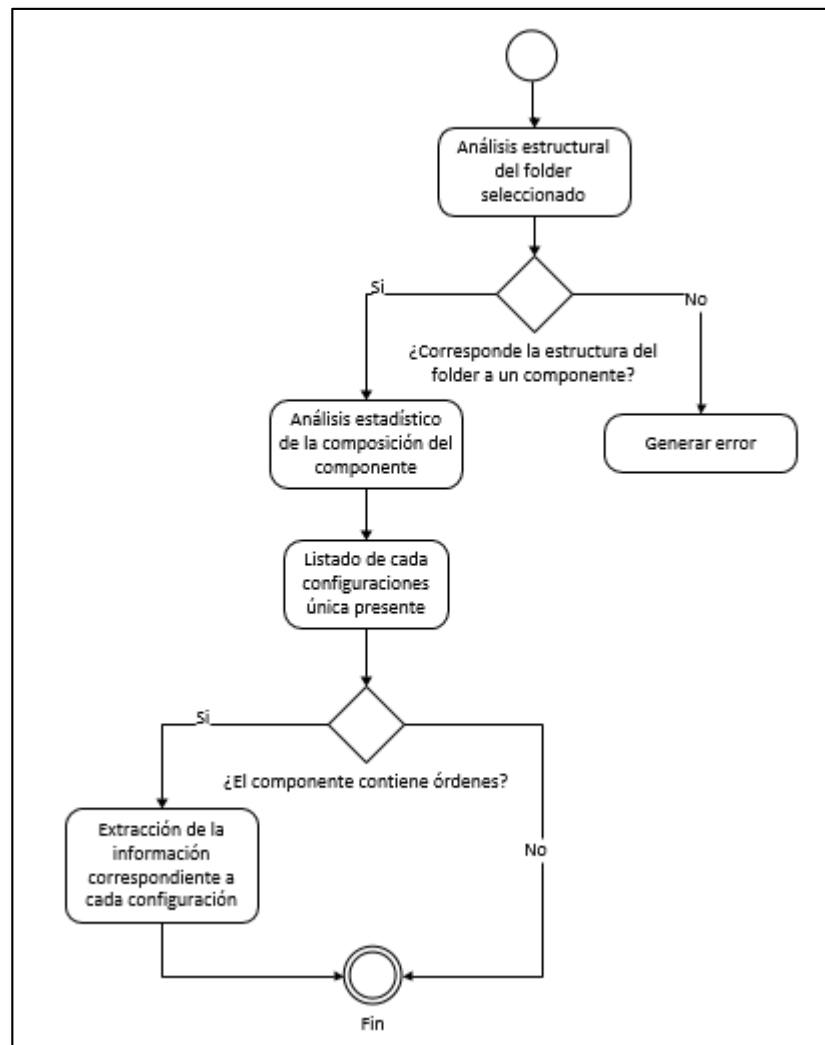 Análisis estructural
del folder
seleccionado
Si
No
¿Corresponde la estructura del
folder a un componente?
Análisis estadístico
de la composición del
componente
Generar error
Listado de cada
configuraciones
única presente
Si
¿El componente contiene órdenes?
Extracción de la
información
correspondiente a
cada configuración
No
Fin